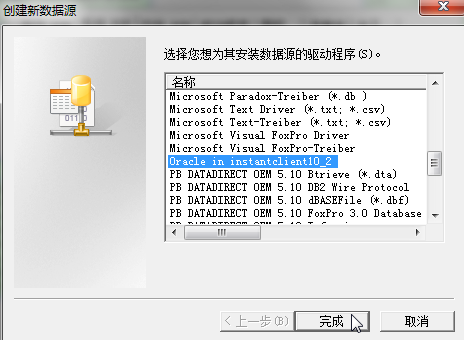 创建新数据源
选择您想为其安装数据源的驱动程序(S)。
名称
Microsoft Paradox-Treiber (*.db )
Microsoft Text Driver (*.txt; *.csv)
Microsoft Text-Treiber (*.txt; *.csv)
Microsoft Visual FoxPro Driver
Microsoft Visual FoxPro-Treiber
Oracle in instantclient10_2
PB DATADIRECT OEM 5.10 Btrieve (*.dta)
PB DATADIRECT OEM 5.10 DB2 Wire Protocol
PB DATADIRECT OEM 5.10 dBASEFile (*.dbf)
PB DATADIRECT OEM 5.10 FoxPro 3.0 Database
< 上一步(B)
完成
取消